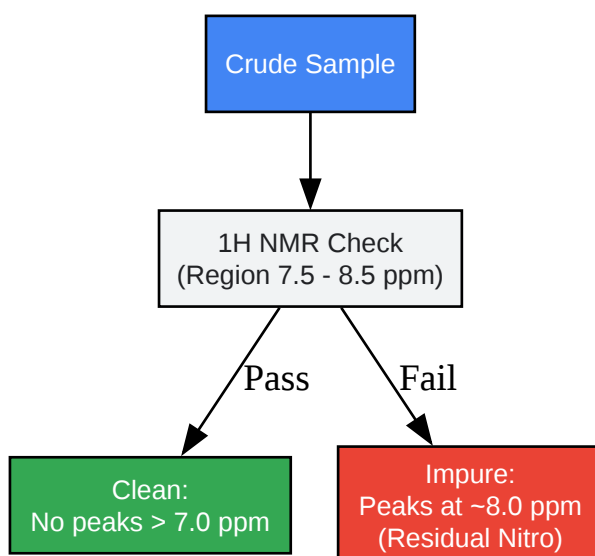 Crude Sample
1H NMR Check
(Region 7.5 - 8.5 ppm)
Pass
Fail
Clean:
No peaks > 7.0 ppm
Impure:
Peaks at ~8.0 ppm
(Residual Nitro)